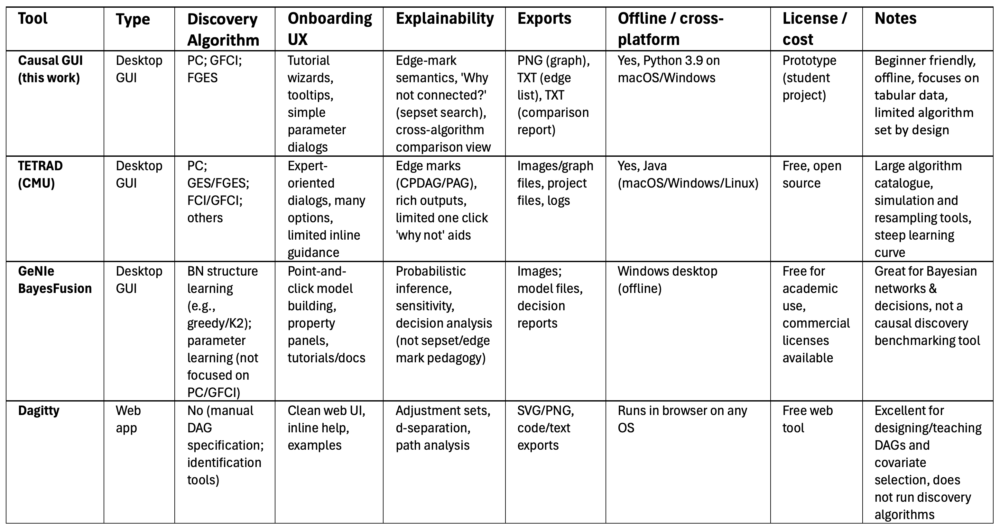 Tool
Type
Discovery
Algorithm
Onboarding
UX
Explainability
Exports
Offline / cross-
platform
License /
cost
Notes
Causal GUI
(this work)
Desktop
GUI
PC; GFCI;
FGES
Tutorial
wizards,
tooltips,
simple
parameter
dialogs
Edge-mark
semantics, 'Why
not connected?'
(sepset search),
cross-algorithm
comparison view
PNG (graph),
TXT (edge
list), TXT
(comparison
report)
Yes, Python 3.9 on
macOS/Windows
Prototype
(student
project)
Beginner friendly,
offline, focuses on
tabular data,
limited algorithm
set by design
TETRAD
(CMU)
Desktop
GUI
PC;
GES/FGES;
FCI/GFCI;
others
Expert-
oriented
dialogs, many
options,
limited inline
guidance
Edge marks
(CPDAG/PAG),
rich outputs,
limited one click
'why not' aids
Images/graph
files, project
files, logs
Yes, Java
(macOS/Windows/Linux)
Free, open
source
Large algorithm
catalogue,
simulation and
resampling tools,
steep learning
curve
GeNIe
BayesFusion
Desktop
GUI
BN structure
learning
(e.g.,
greedy/K2);
parameter
learning (not
focused on
PC/GFCI)
Point-and-
click model
building,
property
panels,
tutorials/docs
Probabilistic
inference,
sensitivity,
decision analysis
(not sepset/edge
mark pedagogy)
Images;
model files,
decision
reports
Windows desktop
(offline)
Free for
academic
use,
commercial
licenses
available
Great for Bayesian
networks &
decisions, not a
causal discovery
benchmarking tool
Dagitty
Web
app
No (manual
DAG
specification;
identification
tools)
Clean web UI,
inline help,
examples
Adjustment sets,
d-separation,
path analysis
SVG/PNG,
code/text
exports
Runs in browser on any
OS
Free web
tool
Excellent for
designing/teaching
DAGs and
covariate
selection, does
not run discovery
algorithms